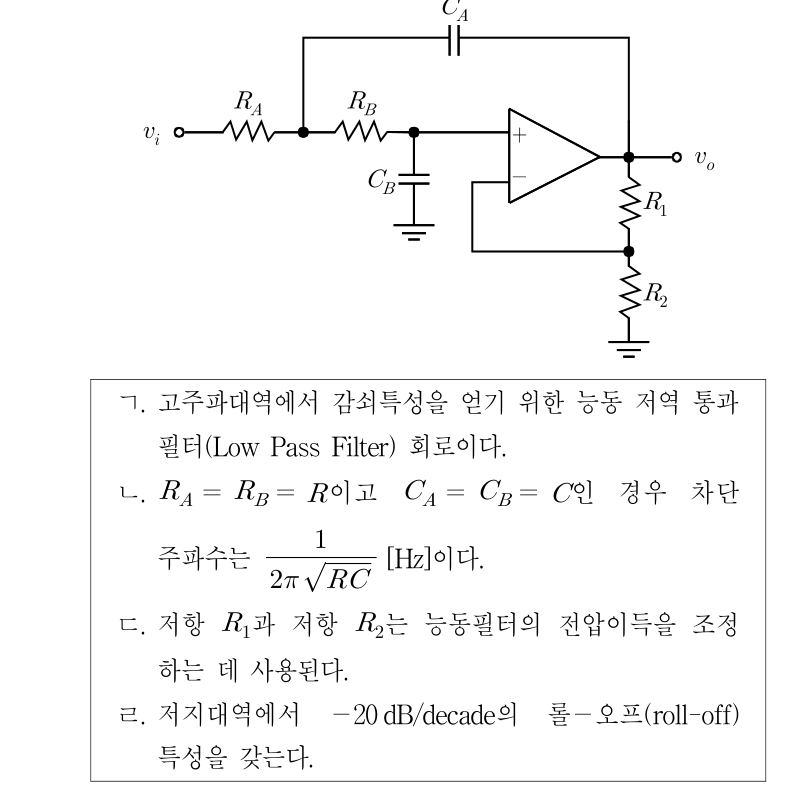 C_A
R_A
R_B
v_i
+
C_B
−
v_o
R_1
R_2
ㄱ. 고주파대역에서 감쇠특성을 얻기 위한 능동 저역 통과
필터(Low Pass Filter) 회로이다.
ㄴ. R_A = R_B = R이고 C_A = C_B = C인 경우 차단
주파수는 1/(2π√(RC)) [Hz]이다.
ㄷ. 저항 R_1과 저항 R_2는 능동필터의 전압이득을 조정
하는 데 사용된다.
ㄹ. 저지대역에서 −20 dB/decade의 롤−오프(roll-off)
특성을 갖는다.